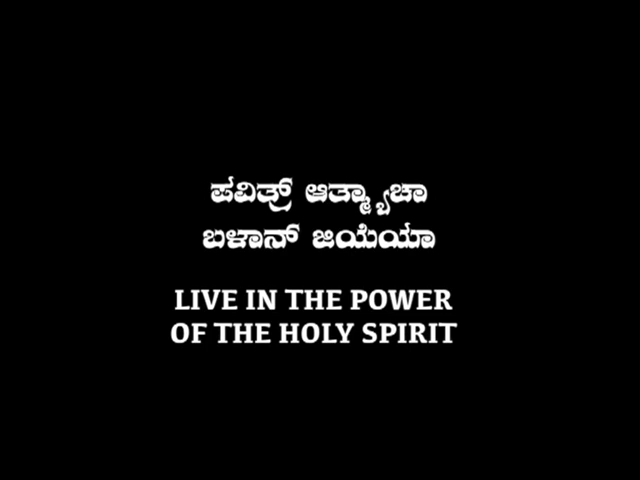 ಪವಿತ್ರ್ ಆತ್ಮ್ಯಾಚಾ
ಬಳಾನ್ ಜಿಯೆಯಾ
LIVE IN THE POWER
OF THE HOLY SPIRIT